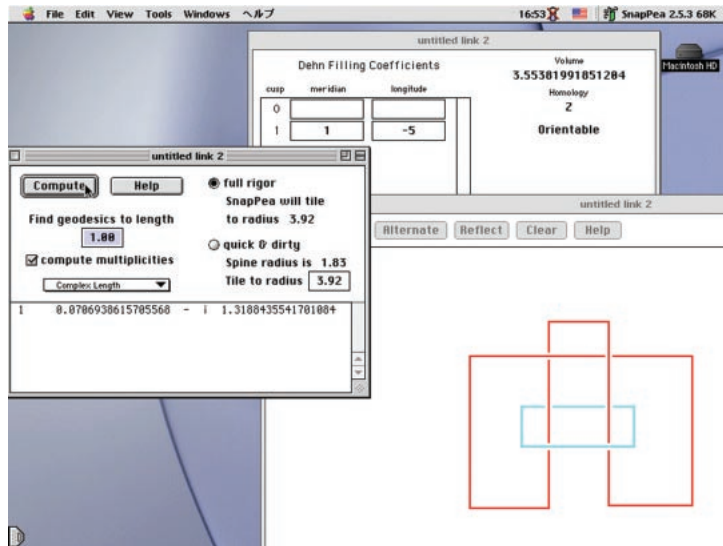 File Edit View Tools Windows ヘルプ 16:53 SnapPea 2.5.3 68K
Macintosh HD
untitled link 2
Dehn Filling Coefficients
cusp meridian longitude
0
1 1 -5
Volume
3.55381991851284
Homology
Z
Orientable
untitled link 2
Compute Help
Find geodesics to length
1.00
compute multiplicities
Complex Length
full rigor
SnapPea will tile
to radius 3.92
quick & dirty
Spine radius is 1.83
Tile to radius 3.92
1 0.0706938615705568 - i 1.3188435541701084
untitled link 2
Alternate Reflect Clear Help